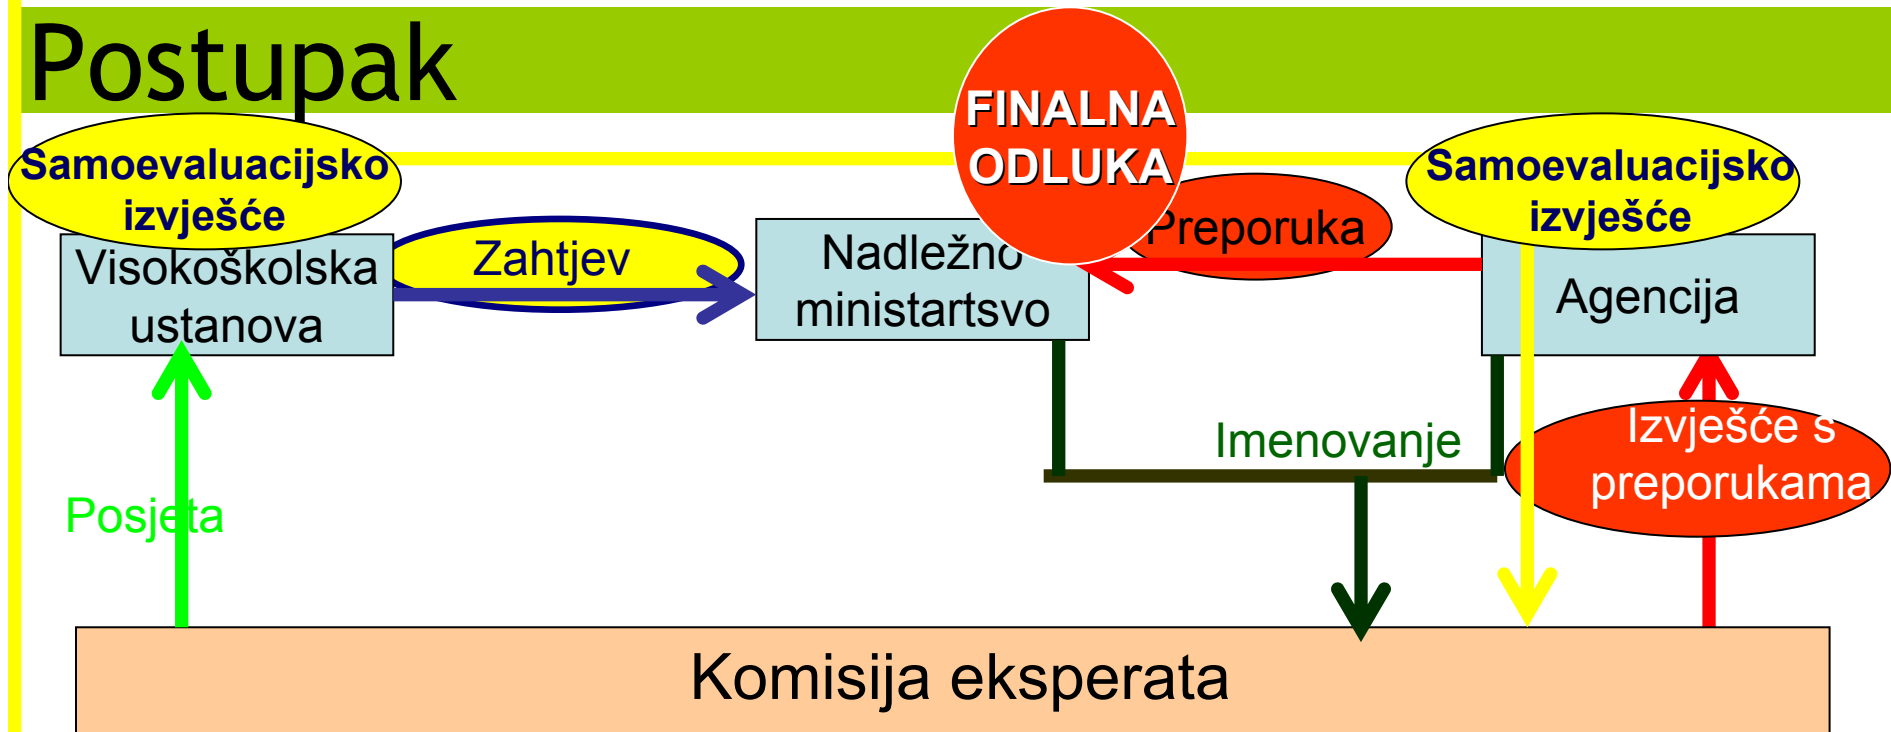 Postupak
FINALNA
ODLUKA
Samoevaluacijsko
izvješće
Samoevaluacijsko
izvješće
Visokoškolska
ustanova
Zahtjev
Nadležno
ministartsvo
Preporuka
Agencija
Imenovanje
Izvješće s
preporukama
Posjeta
Komisija eksperata